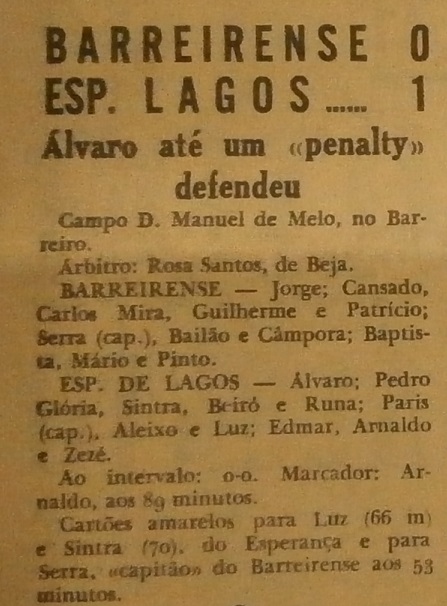 BARREIRENSE 0
ESP. LAGOS ...... 1
Álvaro até um «penalty»
defendeu
Campo D. Manuel de Melo, no Bar-
reiro.
Árbitro: Rosa Santos, de Beja.
BARREIRENSE — Jorge; Cansado,
Carlos Mira, Guilherme e Patrício;
Serra (cap.), Bailão e Câmpora; Baptis-
ta, Mário e Pinto.
ESP. DE LAGOS — Álvaro; Pedro
Glória, Sintra, Beiró e Runa; Paris
(cap.), Aleixo e Luz; Edmar, Arnaldo
e Zezé.
Ao intervalo: 0-0. Marcador: Ar-
naldo, aos 89 minutos.
Cartões amarelos para Luz (66 m)
e Sintra (70), do Esperança e para
Serra, «capitão» do Barreirense aos 53
minutos.